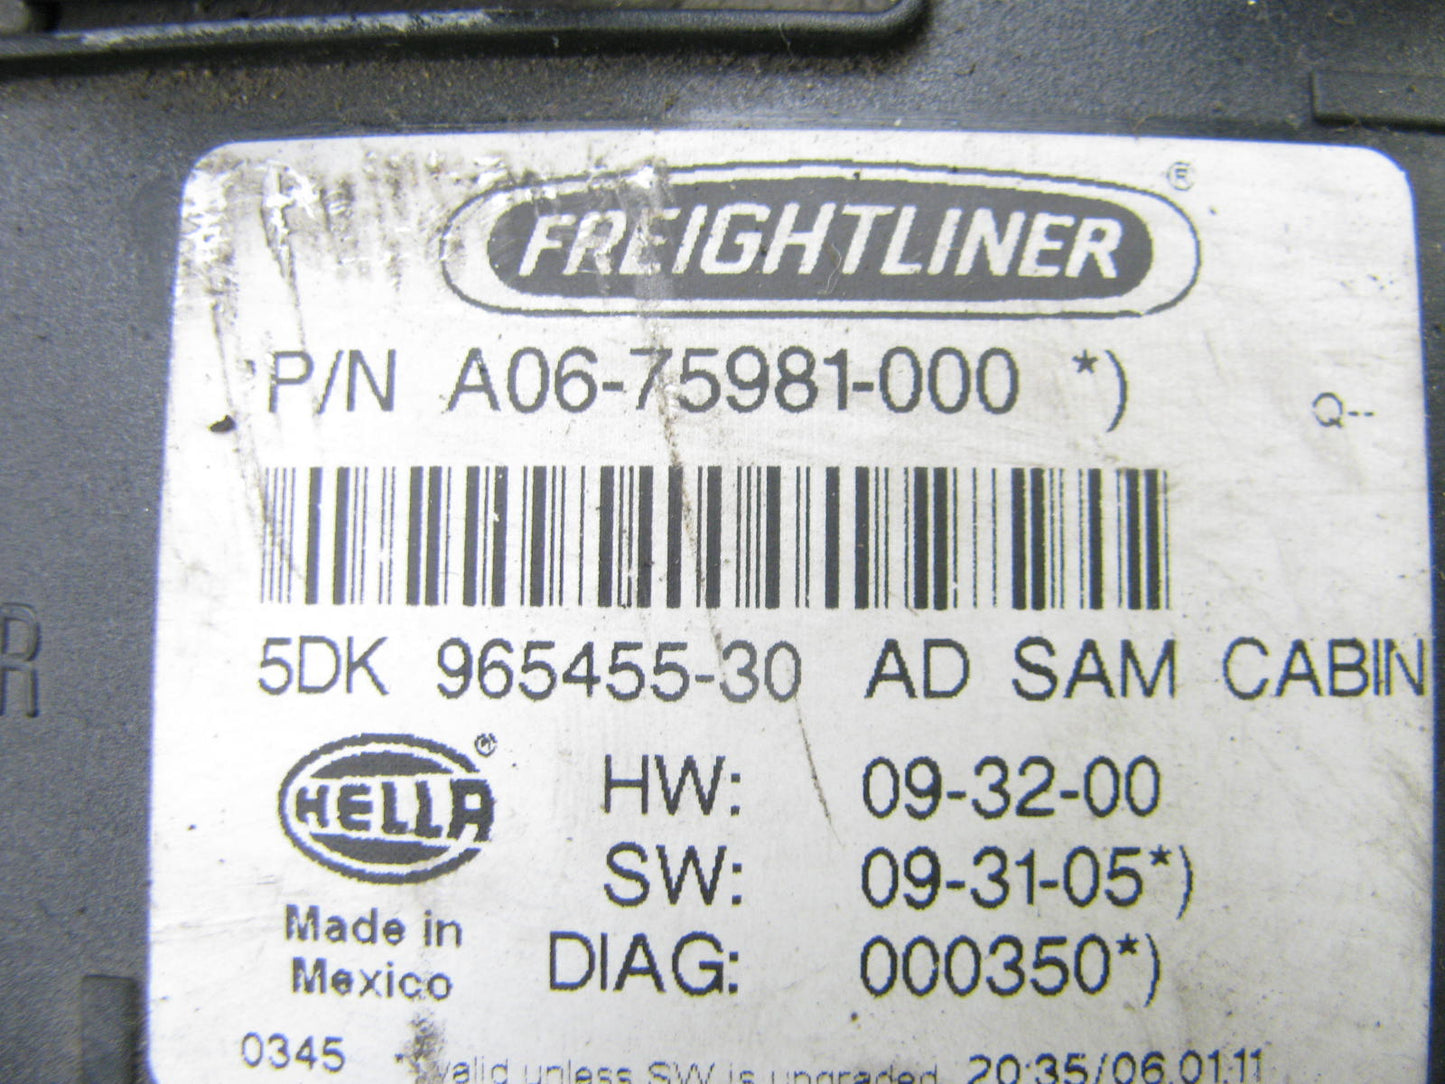 FREIGHTLINER ®
P/N A06-75981-000 *)
Q--
5DK 965455-30 AD SAM CABIN
R
HELLA ®
HW: 09-32-00
SW: 09-31-05*)
Made in
Mexico
DIAG: 000350*)
0345 * valid unless SW is upgraded 20:35/06.01.11